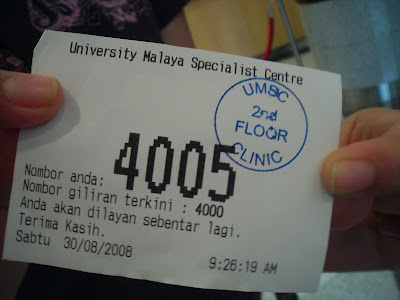 University Malaya Specialist Centre
UMSC
2nd
FLOOR
CLINIC
Nombor anda: 4005
Nombor giliran terkini : 4000
Anda akan dilayan sebentar lagi.
Terima Kasih.
Sabtu 30/08/2008 9:26:19 AM